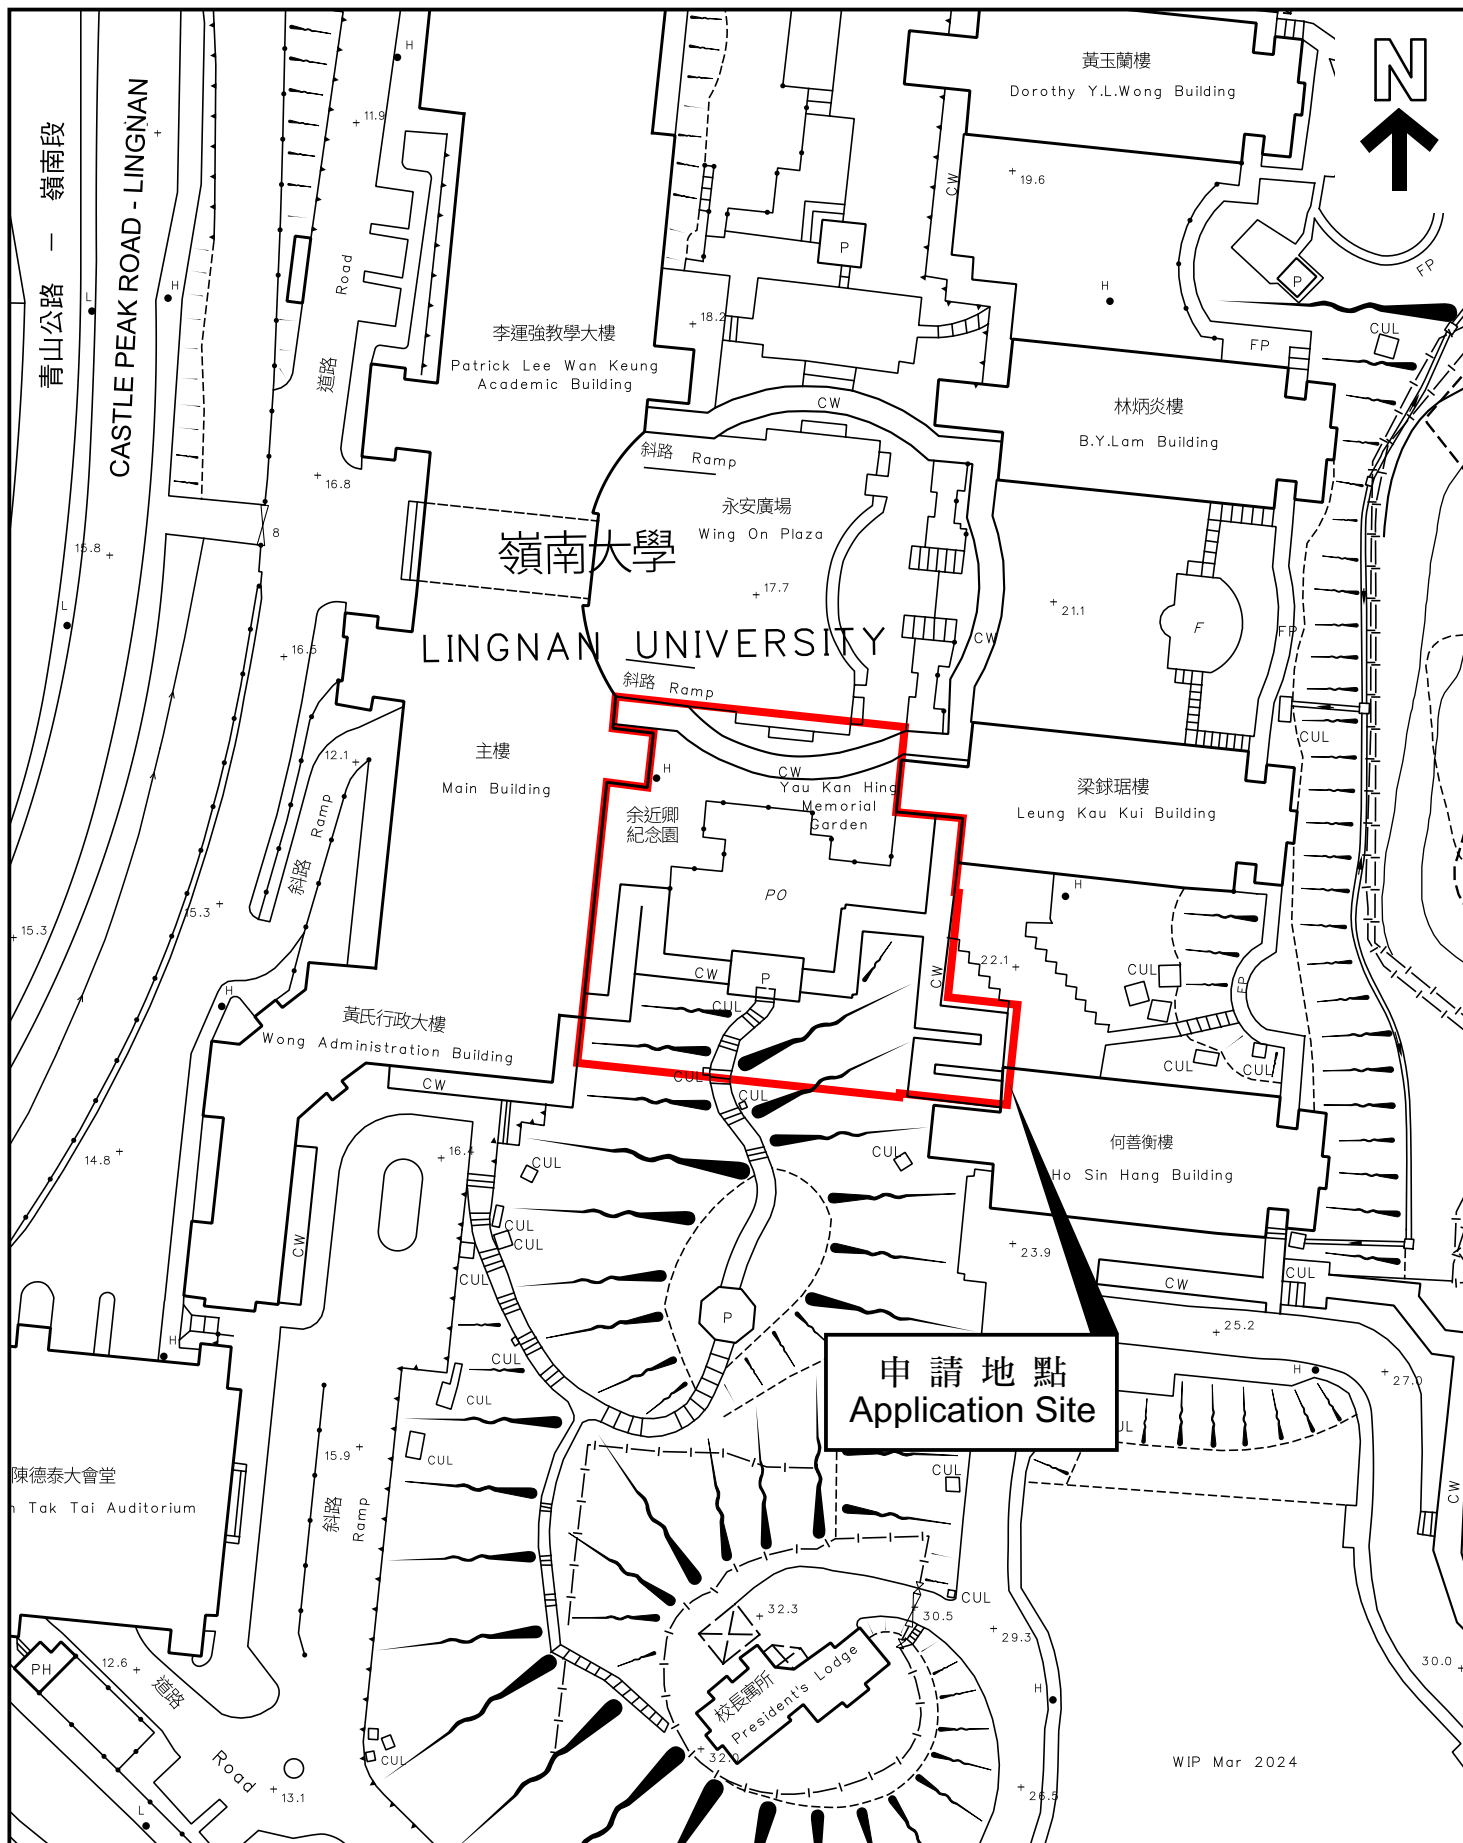 N
黃玉蘭樓
Dorothy Y.L.Wong Building
青山公路 － 嶺南段
CASTLE PEAK ROAD - LINGNAN
11.9
H
19.6
CW
P
P
FP
H
L
H
Road
道路
李運強教學大樓
Patrick Lee Wan Keung
Academic Building
18.2
CUL
FP
CW
林炳炎樓
B.Y.Lam Building
斜路 Ramp
16.8
永安廣場
Wing On Plaza
8
15.8
嶺南大學
17.7
21.1
L
F
FP
LINGNAN UNIVERSITY
CW
16.5
斜路 Ramp
CUL
12.1
主樓
Main Building
H
CW
Yau Kan Hing
Memorial
Garden
梁銶琚樓
Leung Kau Kui Building
余近卿
紀念園
斜路 Ramp
PO
H
15.3
15.3
22.1
CW
P
CW
CUL
FP
H
CUL
黃氏行政大樓
Wong Administration Building
CW
CUL
CUL
CUL
CUL
14.8
16.4
CUL
CUL
何善衡樓
Ho Sin Hang Building
CUL
CUL
CW
23.9
CUL
CW
CUL
P
25.2
H
H
27.0
CUL
申請地點
Application Site
CUL
UL
陳德泰大會堂
n Tak Tai Auditorium
15.9
斜路
Ramp
CUL
CUL
CW
CUL
32.3
30.5
29.3
30.0
PH
12.6
道路
校長寓所
President's Lodge
H
32.0
CUL
WIP Mar 2024
Road
13.1
26.5
L